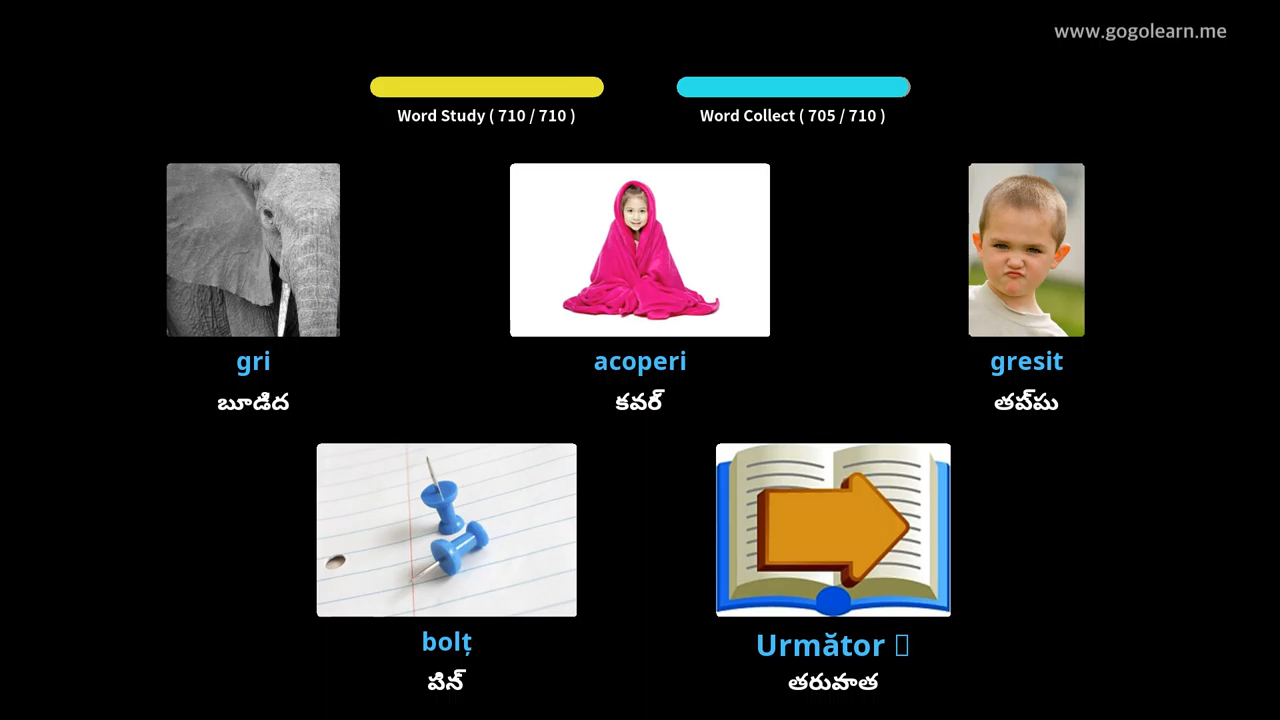 www.gogolearn.me
Word Study ( 710 / 710 )
Word Collect ( 705 / 710 )
gri
బూడిద
acoperi
కవర్
gresit
తప్పు
bolț
పిన్
Următor
తరువాత